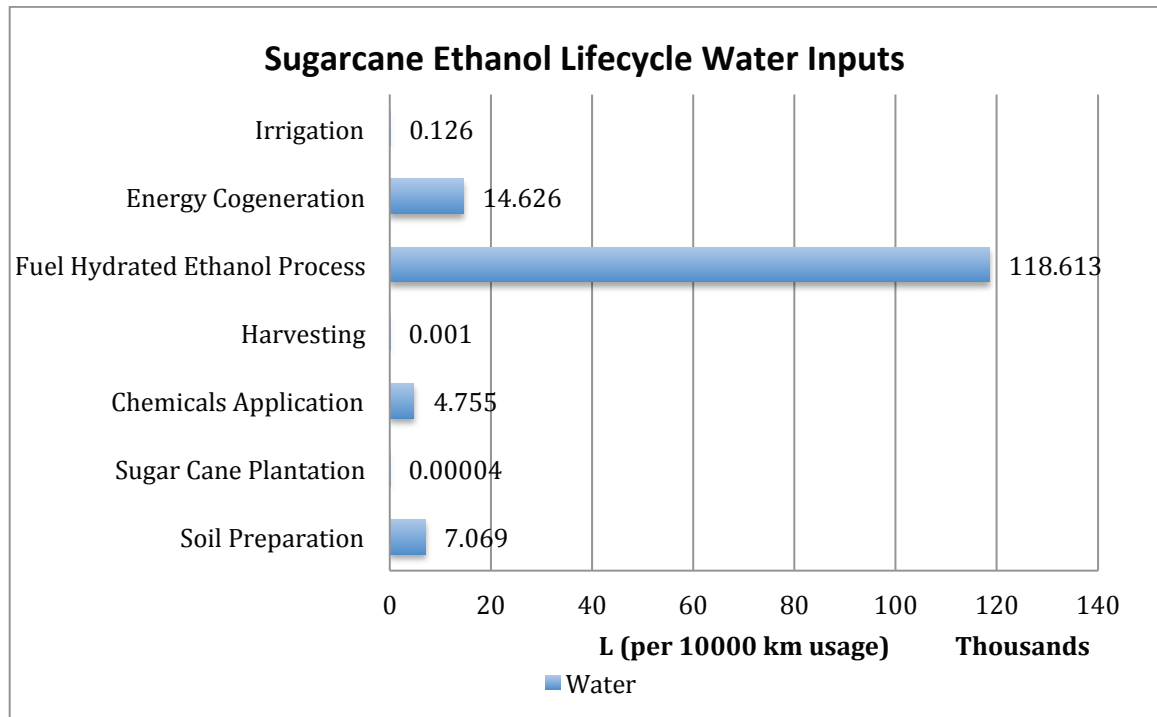 Sugarcane Ethanol Lifecycle Water Inputs
Irrigation 0.126
Energy Cogeneration 14.626
Fuel Hydrated Ethanol Process 118.613
Harvesting 0.001
Chemicals Application 4.755
Sugar Cane Plantation 0.00004
Soil Preparation 7.069
0 20 40 60 80 100 120 140
L (per 10000 km usage) Thousands
Water